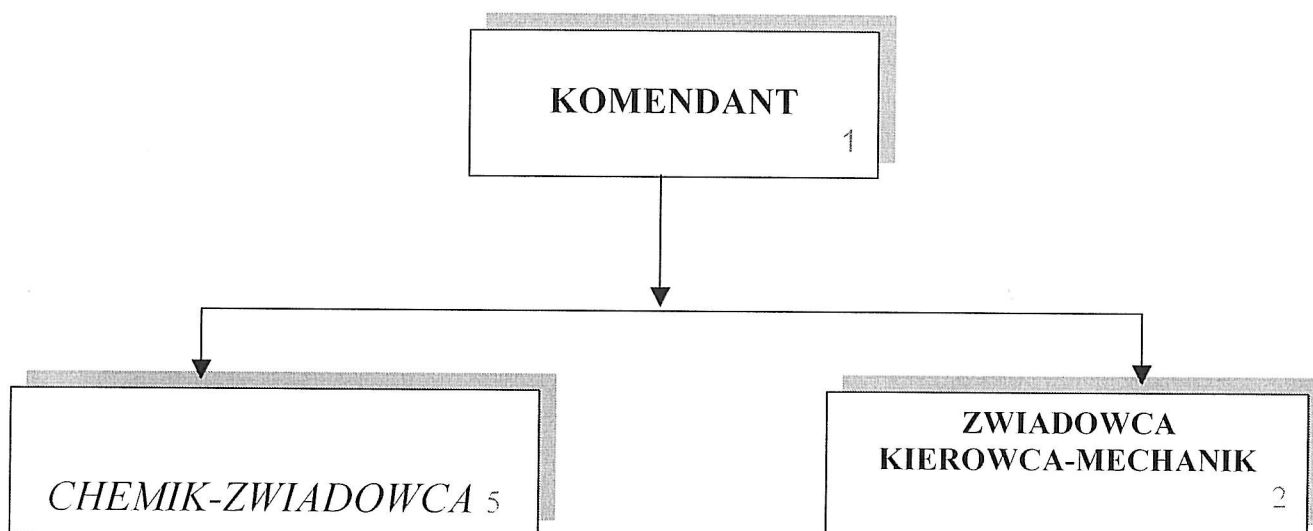 KOMENDANT
1
CHEMIK-ZWIADOWCA 5
ZWIADOWCA
KIEROWCA-MECHANIK
2